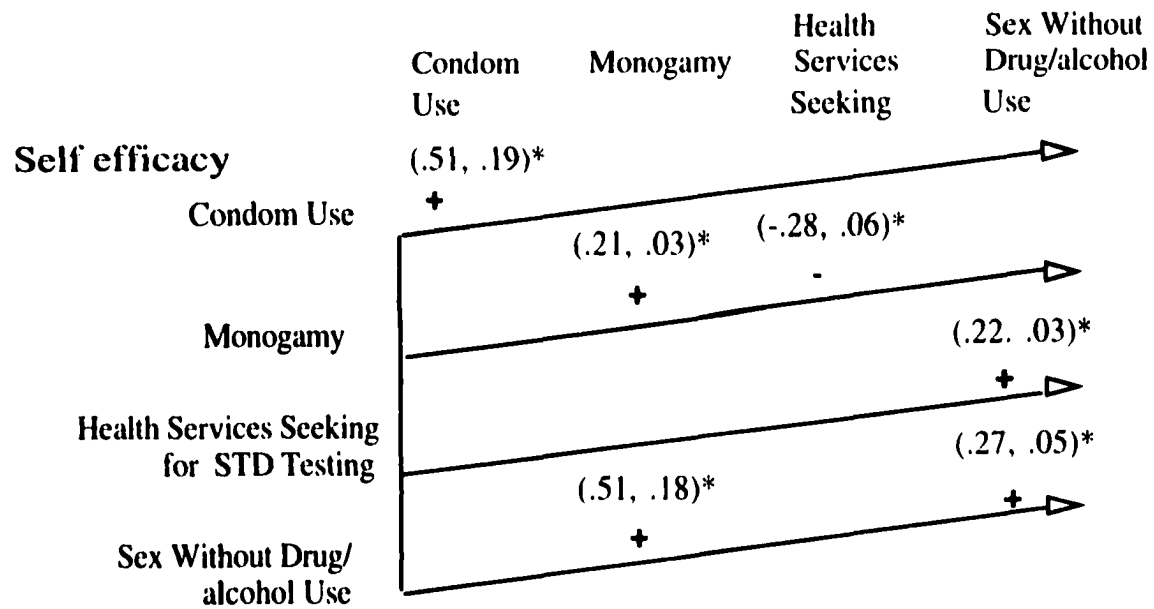 Health Sex Without
Condom Monogamy Services Drug/alcohol
Use Seeking Use
Self efficacy (.51, .19)*
+
Condom Use
(.21, .03)* (-.28, .06)*
+ -
Monogamy (.22. .03)*
+
Health Services Seeking
for STD Testing (.27, .05)*
(.51, .18)*
+ +
Sex Without Drug/
alcohol Use